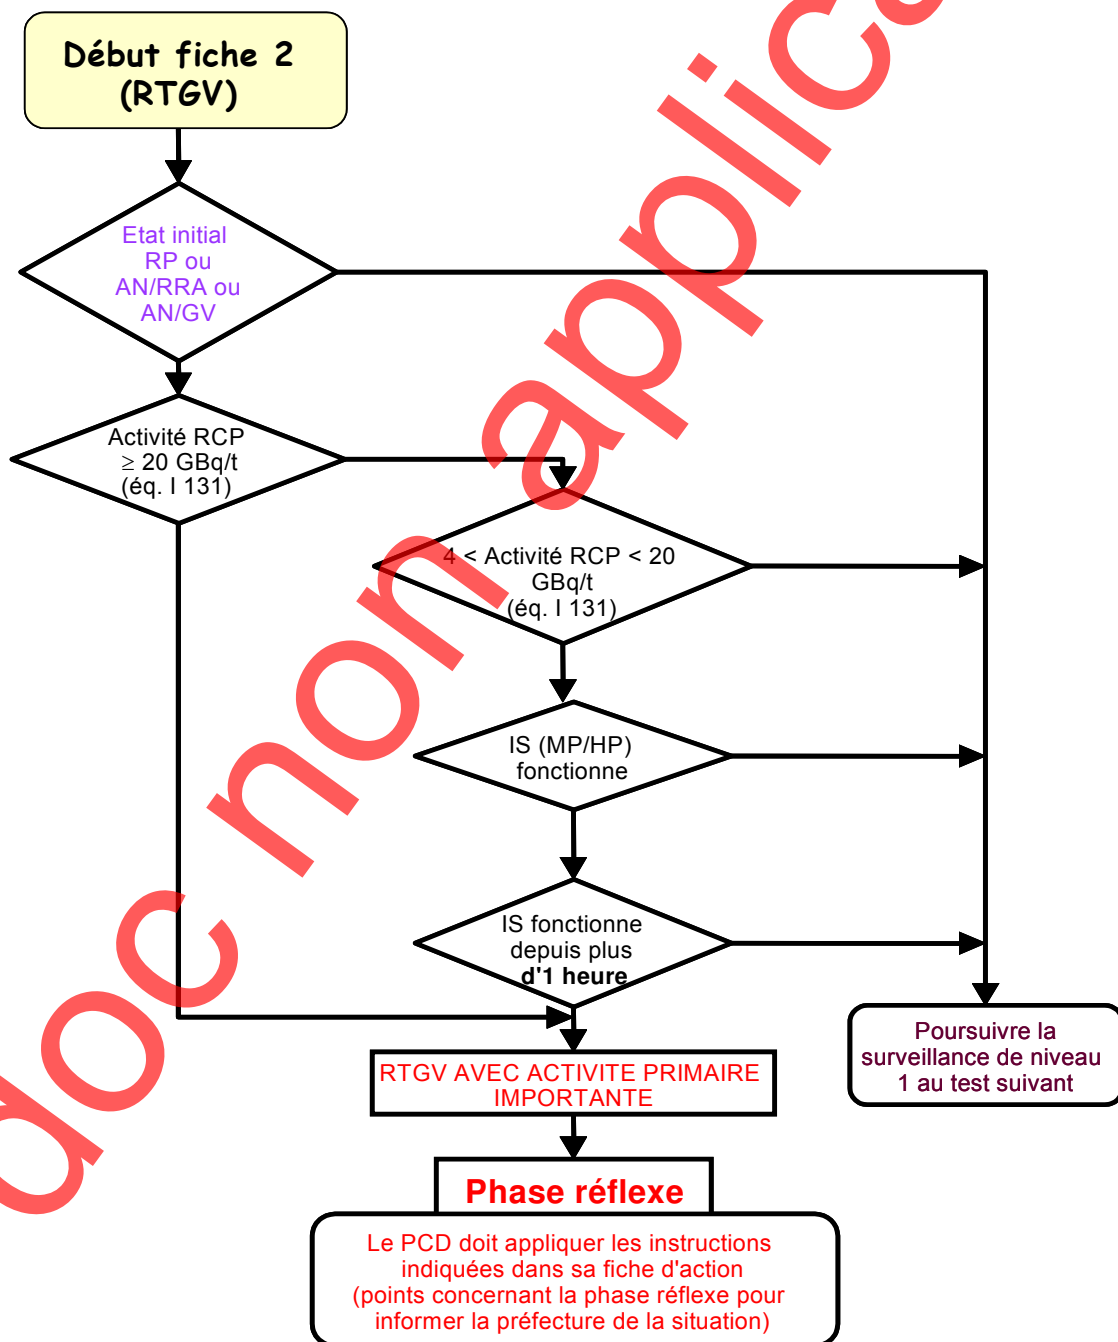 Début fiche 2
(RTGV)
Etat initial
RP ou
AN/RRA ou
AN/GV
Activité RCP
≥ 20 GBq/t
(éq. I 131)
4 < Activité RCP < 20
GBq/t
(éq. I 131)
IS (MP/HP)
fonctionne
IS fonctionne
depuis plus
d'1 heure
Poursuivre la
surveillance de niveau
1 au test suivant
RTGV AVEC ACTIVITE PRIMAIRE
IMPORTANTE
Phase réflexe
Le PCD doit appliquer les instructions
indiquées dans sa fiche d'action
(points concernant la phase réflexe pour
informer la préfecture de la situation)
doc non applica